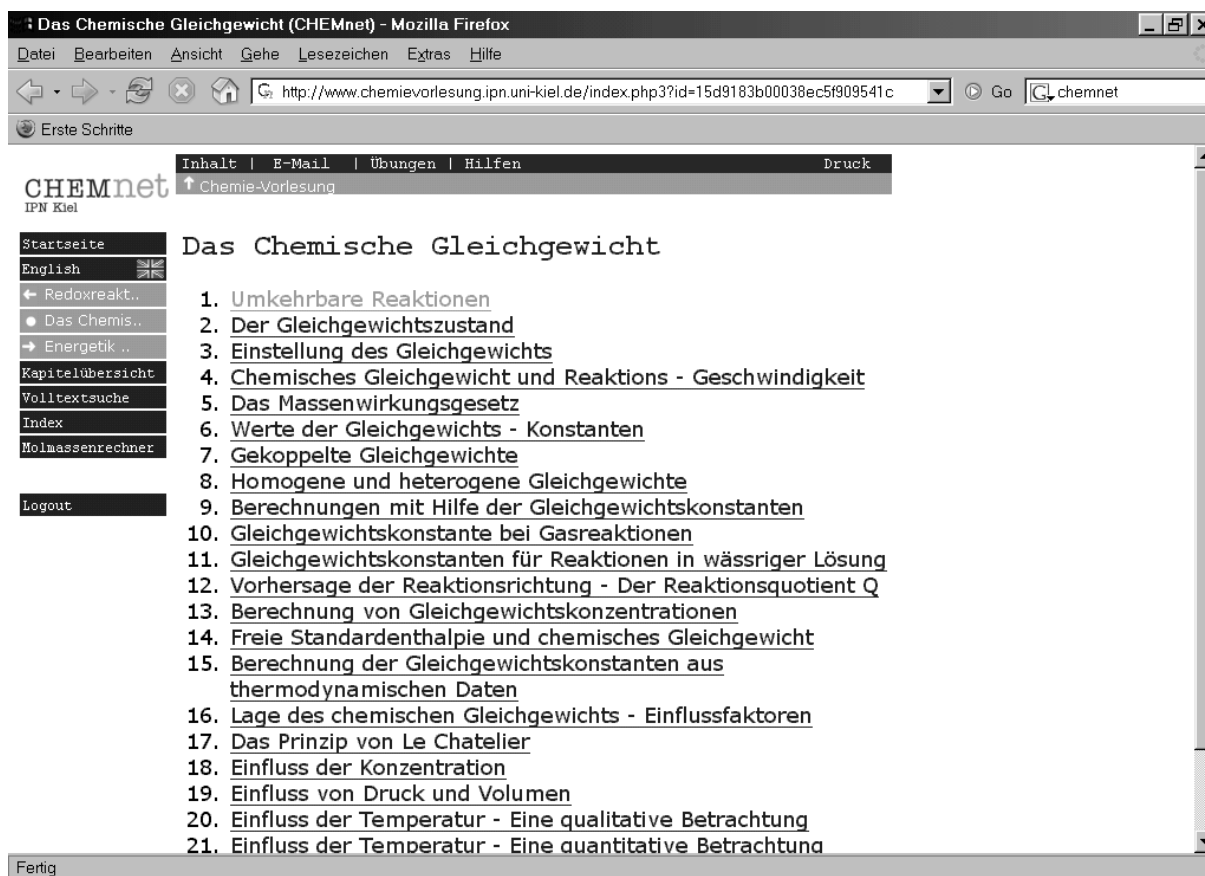 Das Chemische Gleichgewicht (CHEMnet) - Mozilla Firefox
Datei Bearbeiten Ansicht Gehe Lesezeichen Extras Hilfe
http://www.chemievorlesung.ipn.uni-kiel.de/index.php3?id=15d9183b00038ec5f909541c Go chemnet
Erste Schritte
Inhalt | E-Mail | Übungen | Hilfen Druck
Chemie-Vorlesung
CHEMnet
IPN Kiel
Startseite
English
Redoxreakt..
Das Chemis..
Energetik ..
Kapitelübersicht
Volltextsuche
Index
Molmassenrechner
Logout
Das Chemische Gleichgewicht
1. Umkehrbare Reaktionen
2. Der Gleichgewichtszustand
3. Einstellung des Gleichgewichts
4. Chemisches Gleichgewicht und Reaktions - Geschwindigkeit
5. Das Massenwirkungsgesetz
6. Werte der Gleichgewichts - Konstanten
7. Gekoppelte Gleichgewichte
8. Homogene und heterogene Gleichgewichte
9. Berechnungen mit Hilfe der Gleichgewichtskonstanten
10. Gleichgewichtskonstante bei Gasreaktionen
11. Gleichgewichtskonstanten für Reaktionen in wässriger Lösung
12. Vorhersage der Reaktionsrichtung - Der Reaktionsquotient Q
13. Berechnung von Gleichgewichtskonzentrationen
14. Freie Standardenthalpie und chemisches Gleichgewicht
15. Berechnung der Gleichgewichtskonstanten aus
thermodynamischen Daten
16. Lage des chemischen Gleichgewichts - Einflussfaktoren
17. Das Prinzip von Le Chatelier
18. Einfluss der Konzentration
19. Einfluss von Druck und Volumen
20. Einfluss der Temperatur - Eine qualitative Betrachtung
21. Einfluss der Temperatur - Eine quantitative Betrachtung
Fertig